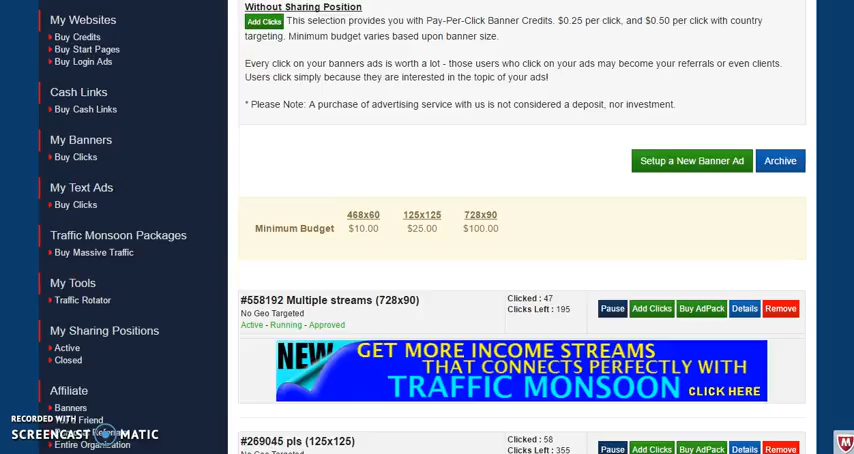 My Websites
Buy Credits
Buy Start Pages
Buy Login Ads
Cash Links
Buy Cash Links
My Banners
Buy Clicks
My Text Ads
Buy Clicks
Traffic Monsoon Packages
Buy Massive Traffic
My Tools
Traffic Rotator
My Sharing Positions
Active
Closed
Affiliate
Banners
Friend
Entire Organization
RECORDED WITH
SCREENCAST MATIC
Without Sharing Position
Add Clicks This selection provides you with Pay-Per-Click Banner Credits. $0.25 per click, and $0.50 per click with country
targeting. Minimum budget varies based upon banner size.
Every click on your banners ads is worth a lot - those users who click on your ads may become your referrals or even clients.
Users click simply because they are interested in the topic of your ads!
* Please Note: A purchase of advertising service with us is not considered a deposit, nor investment.
Setup a New Banner Ad Archive
468x60 125x125 728x90
Minimum Budget $10.00 $25.00 $100.00
#558192 Multiple streams (728x90)
No Geo Targeted
Active - Running - Approved
Clicked : 47
Clicks Left : 195
Pause Add Clicks Buy AdPack Details Remove
NEW GET MORE INCOME STREAMS
THAT CONNECTS PERFECTLY WITH
TRAFFIC MONSOON CLICK HERE
#269045 pls (125x125)
No Geo Targeted
Clicked : 58
Clicks Left : 355
Pause Add Clicks Buy AdPack Details Remove